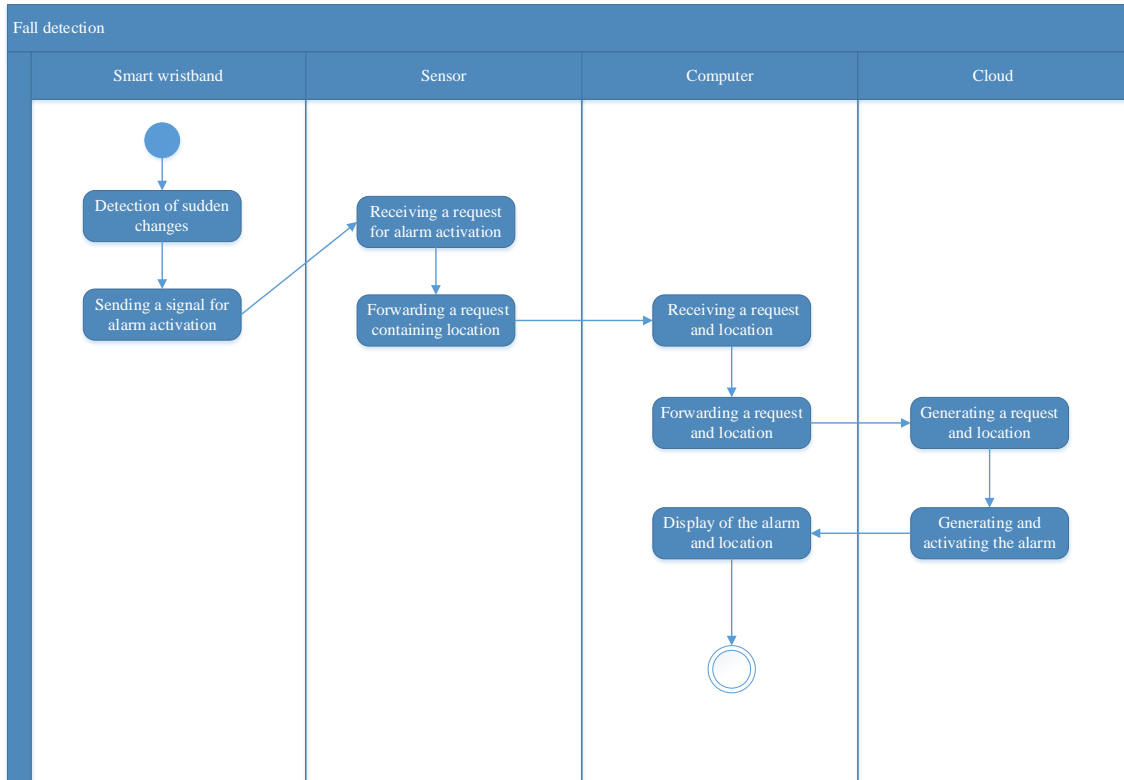 Fall detection
Smart wristband
Sensor
Computer
Cloud
Detection of sudden
changes
Sending a signal for
alarm activation
Receiving a request
for alarm activation
Forwarding a request
containing location
Receiving a request
and location
Forwarding a request
and location
Generating a request
and location
Generating and
activating the alarm
Display of the alarm
and location